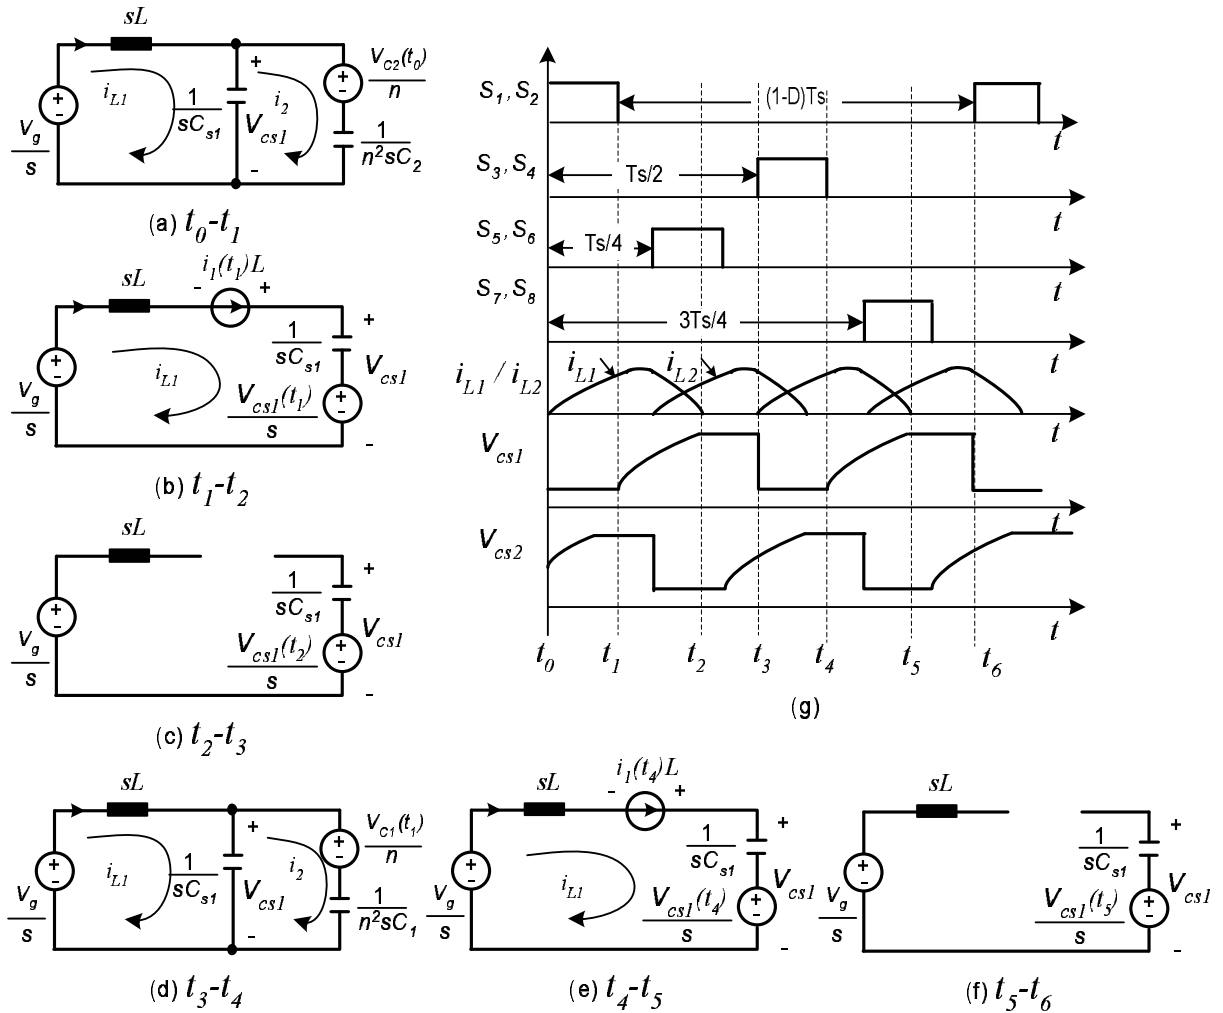 sL
V_g/s
i_L1
1/sC_s1
+
V_cs1
-
i_2
V_C2(t_0)/n
1/n²sC_2
(a) t_0-t_1
sL
- i_1(t_1)L +
V_g/s
i_L1
1/sC_s1
V_cs1(t_1)/s
+
V_cs1
-
(b) t_1-t_2
sL
V_g/s
1/sC_s1
V_cs1(t_2)/s
+
V_cs1
-
(c) t_2-t_3
S_1, S_2
(1-D)Ts
t
S_3, S_4
Ts/2
t
S_5, S_6
Ts/4
t
S_7, S_8
3Ts/4
t
i_L1 / i_L2
i_L1
i_L2
t
V_cs1
t
V_cs2
t
t_0 t_1 t_2 t_3 t_4 t_5 t_6
(g)
sL
V_g/s
i_L1
1/sC_s1
+
V_cs1
-
i_2
V_C1(t_1)/n
1/n²sC_1
(d) t_3-t_4
sL
- i_1(t_4)L +
V_g/s
i_L1
1/sC_s1
V_cs1(t_4)/s
+
V_cs1
-
(e) t_4-t_5
sL
V_g/s
1/sC_s1
V_cs1(t_5)/s
+
V_cs1
-
(f) t_5-t_6